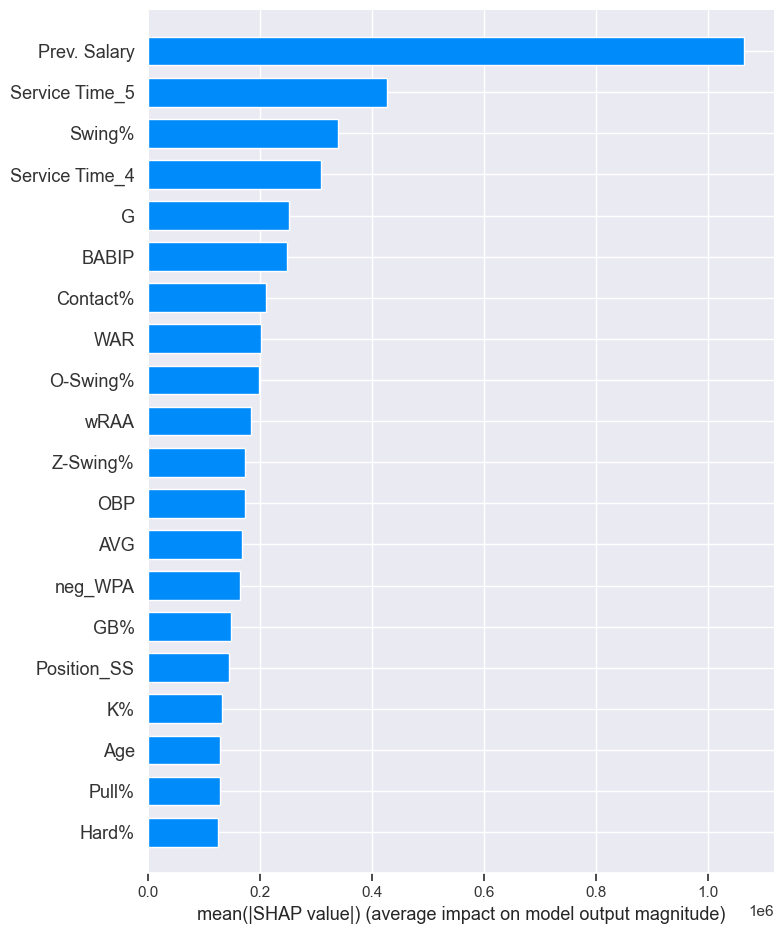 Prev. Salary
Service Time_5
Swing%
Service Time_4
G
BABIP
Contact%
WAR
O-Swing%
wRAA
Z-Swing%
OBP
AVG
neg_WPA
GB%
Position_SS
K%
Age
Pull%
Hard%
0.0 0.2 0.4 0.6 0.8 1.0
1e6
mean(|SHAP value|) (average impact on model output magnitude)